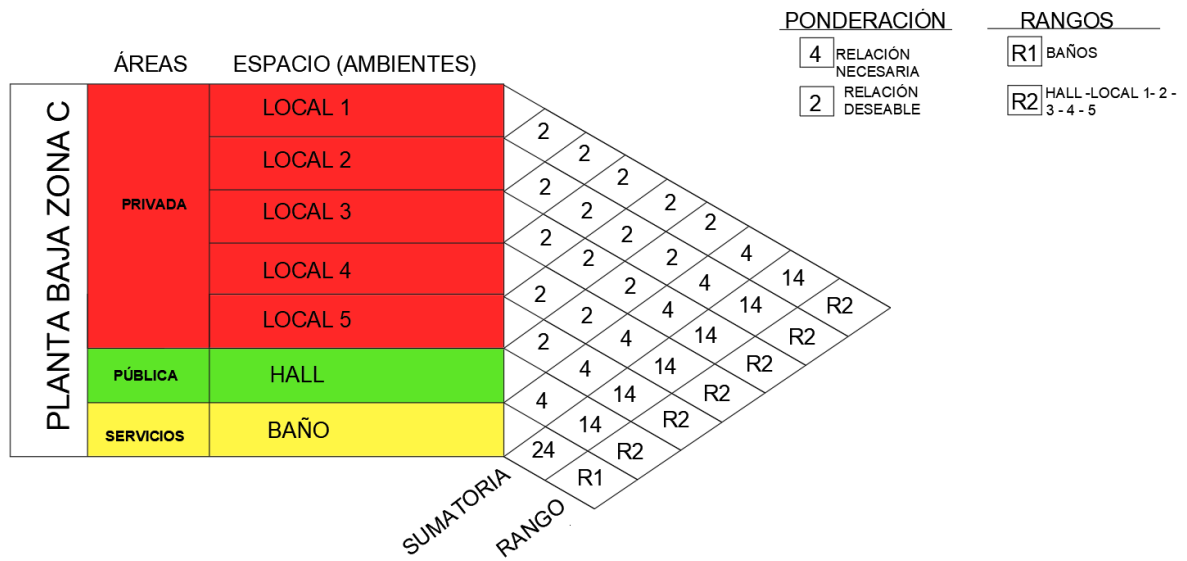 PONDERACIÓN
RANGOS
4 RELACIÓN
NECESARIA
R1 BAÑOS
2 RELACIÓN
DESEABLE
R2 HALL -LOCAL 1- 2 -
3 - 4 - 5
ÁREAS ESPACIO (AMBIENTES)
PLANTA BAJA ZONA C
PRIVADA
LOCAL 1
LOCAL 2
LOCAL 3
LOCAL 4
LOCAL 5
PÚBLICA
HALL
SERVICIOS
BAÑO
2 2 2 2 2 4 14 R2
2 2 2 2 4 14 R2
2 2 2 4 14 R2
2 2 4 14 R2
2 4 14 R2
4 14 R2
24 R1
SUMATORIA
RANGO